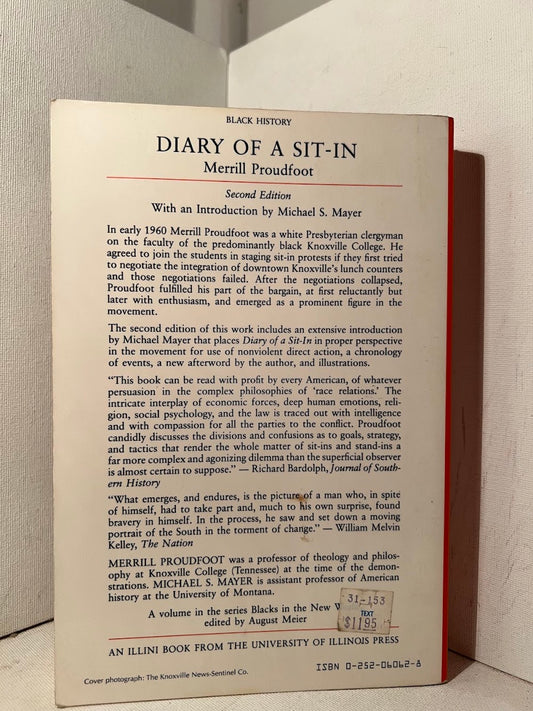 BLACK HISTORY
DIARY OF A SIT-IN
Merrill Proudfoot
Second Edition
With an Introduction by Michael S. Mayer
In early 1960 Merrill Proudfoot was a white Presbyterian clergyman
on the faculty of the predominantly black Knoxville College. He
agreed to join the students in staging sit-in protests if they first tried
to negotiate the integration of downtown Knoxville's lunch counters
and those negotiations failed. After the negotiations collapsed,
Proudfoot fulfilled his part of the bargain, at first reluctantly but
later with enthusiasm, and emerged as a prominent figure in the
movement.
The second edition of this work includes an extensive introduction
by Michael Mayer that places Diary of a Sit-In in proper perspective
in the movement for use of nonviolent direct action, a chronology
of events, a new afterword by the author, and illustrations.
"This book can be read with profit by every American, of whatever
persuasion in the complex philosophies of 'race relations.' The
intricate interplay of economic forces, deep human emotions, reli-
gion, social psychology, and the law is traced out with intelligence
and with compassion for all the parties to the conflict. Proudfoot
candidly discusses the divisions and confusions as to goals, strategy,
and tactics that render the whole matter of sit-ins and stand-ins a
far more complex and agonizing dilemma than the superficial observer
is almost certain to suppose." — Richard Bardolph, Journal of South-
ern History
"What emerges, and endures, is the picture of a man who, in spite
of himself, had to take part and, much to his own surprise, found
bravery in himself. In the process, he saw and set down a moving
portrait of the South in the torment of change." — William Melvin
Kelley, The Nation
MERRILL PROUDFOOT was a professor of theology and philos-
ophy at Knoxville College (Tennessee) at the time of the demon-
strations. MICHAEL S. MAYER is assistant professor of American
history at the University of Montana.
A volume in the series Blacks in the New W
edited by August Meier
31-153
TEXT
$11.95
AN ILLINI BOOK FROM THE UNIVERSITY OF ILLINOIS PRESS
ISBN 0-252-06062-8
Cover photograph: The Knoxville News-Sentinel Co.